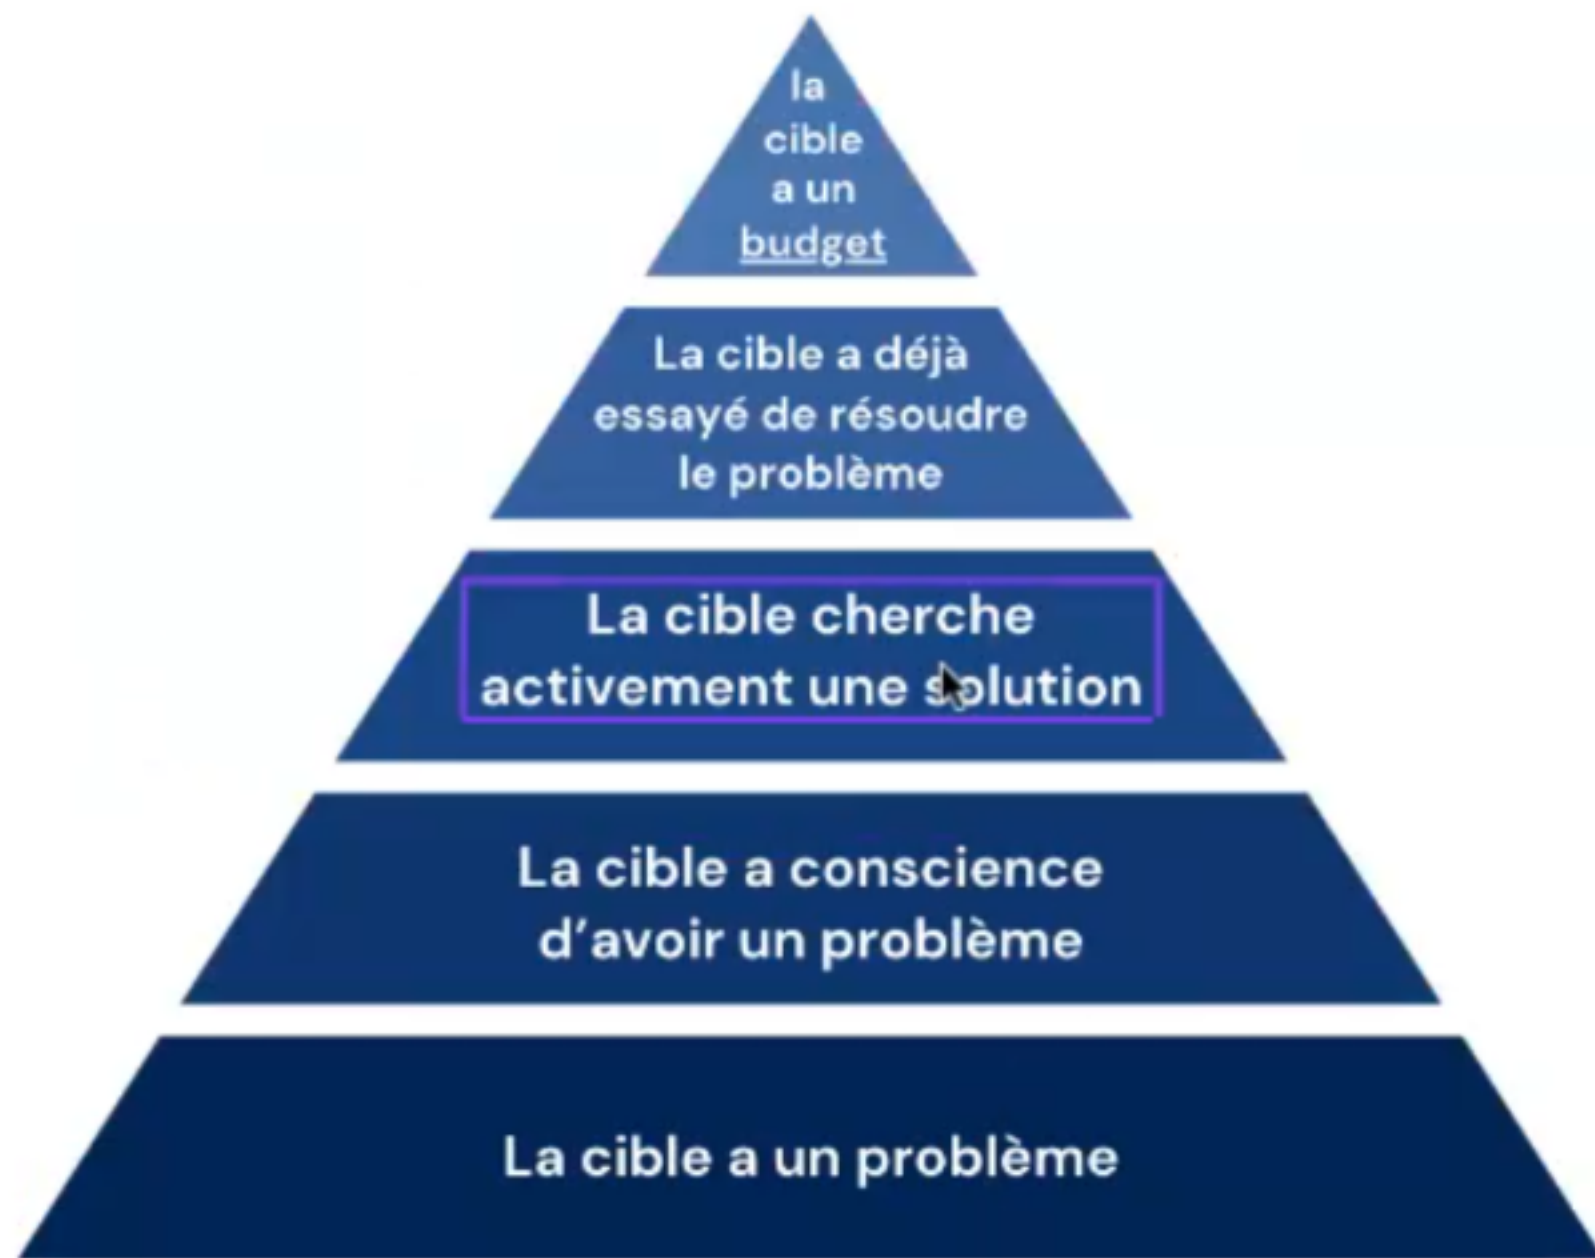 la
cible
a un
budget
La cible a déjà
essayé de résoudre
le problème
La cible cherche
activement une solution
La cible a conscience
d’avoir un problème
La cible a un problème